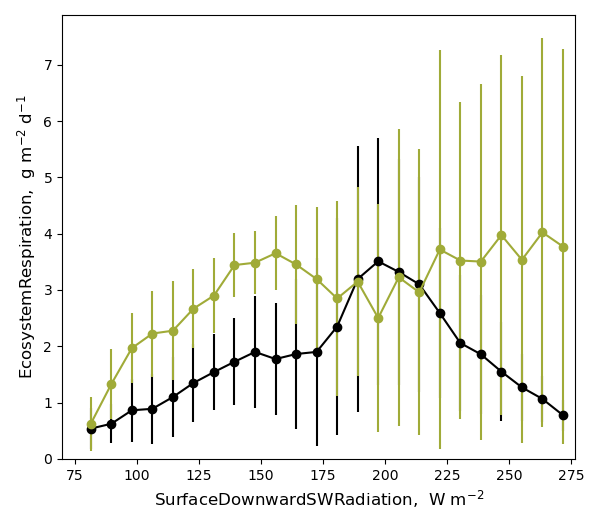 7
6
5
4
3
2
1
0
EcosystemRespiration, g m⁻² d⁻¹
75 100 125 150 175 200 225 250 275
SurfaceDownwardSWRadiation, W m⁻²